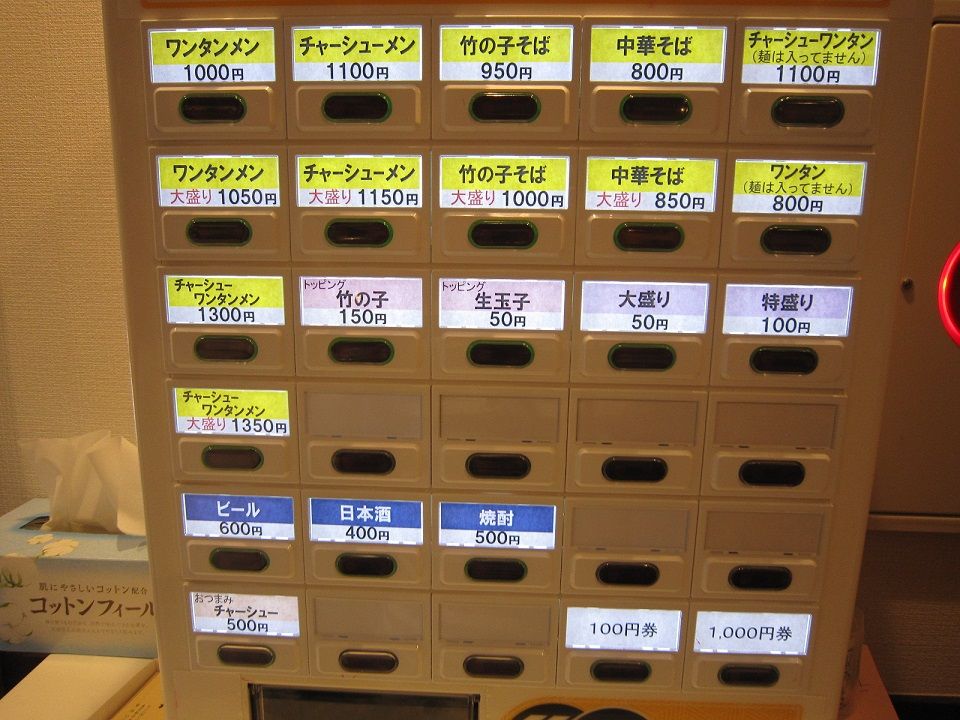 ワンタンメン
1000円
チャーシューメン
1100円
竹の子そば
950円
中華そば
800円
チャーシューワンタン
(麺は入ってません)
1100円
ワンタンメン
大盛り 1050円
チャーシューメン
大盛り 1150円
竹の子そば
大盛り 1000円
中華そば
大盛り 850円
ワンタン
(麺は入ってません)
800円
チャーシュー
ワンタンメン
1300円
トッピング
竹の子
150円
トッピング
生玉子
50円
大盛り
50円
特盛り
100円
チャーシュー
ワンタンメン
大盛り 1350円
ビール
600円
日本酒
400円
焼酎
500円
おつまみ
チャーシュー
500円
100円券
1,000円券
肌にやさしいコットン配合
コットンフィール